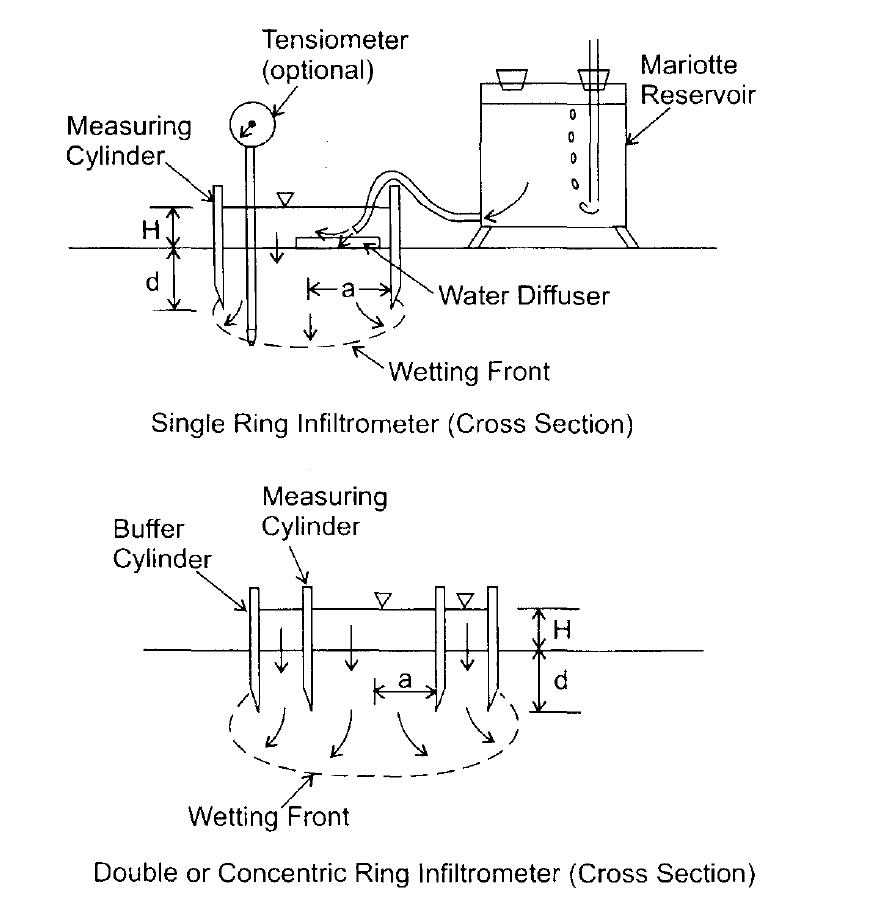 Tensiometer
(optional)
Mariotte
Reservoir
Measuring
Cylinder
H
d
a
Water Diffuser
Wetting Front
Single Ring Infiltrometer (Cross Section)
Measuring
Cylinder
Buffer
Cylinder
H
a
d
Wetting Front
Double or Concentric Ring Infiltrometer (Cross Section)